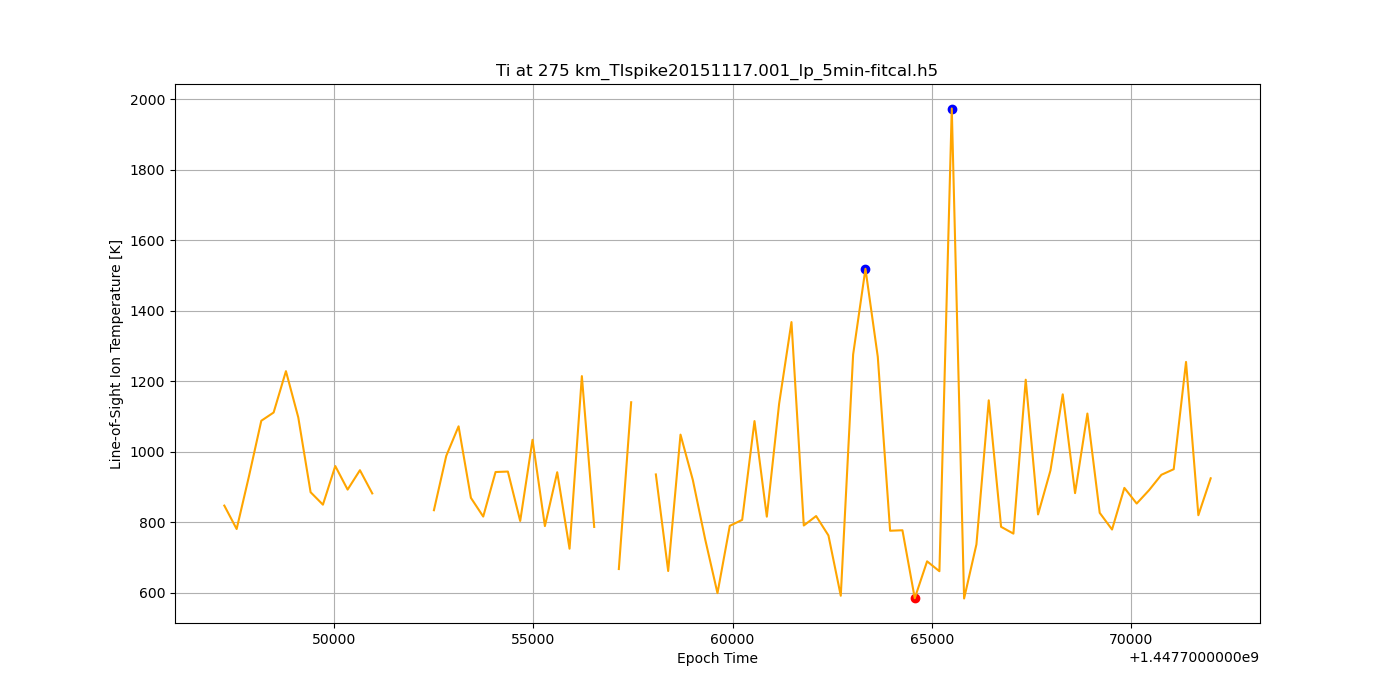 Ti at 275 km_TIspike20151117.001_lp_5min-fitcal.h5
Line-of-Sight Ion Temperature [K]
2000
1800
1600
1400
1200
1000
800
600
50000 55000 60000 65000 70000
Epoch Time
+1.4477000000e9